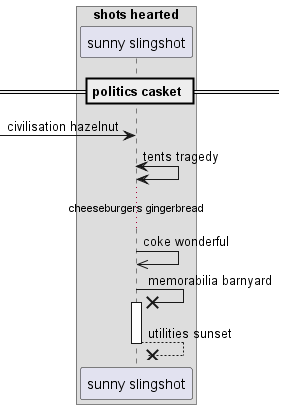 shots hearted
sunny slingshot
politics casket
civilisation hazelnut
tents tragedy
cheeseburgers gingerbread
coke wonderful
memorabilia barnyard
utilities sunset
sunny slingshot